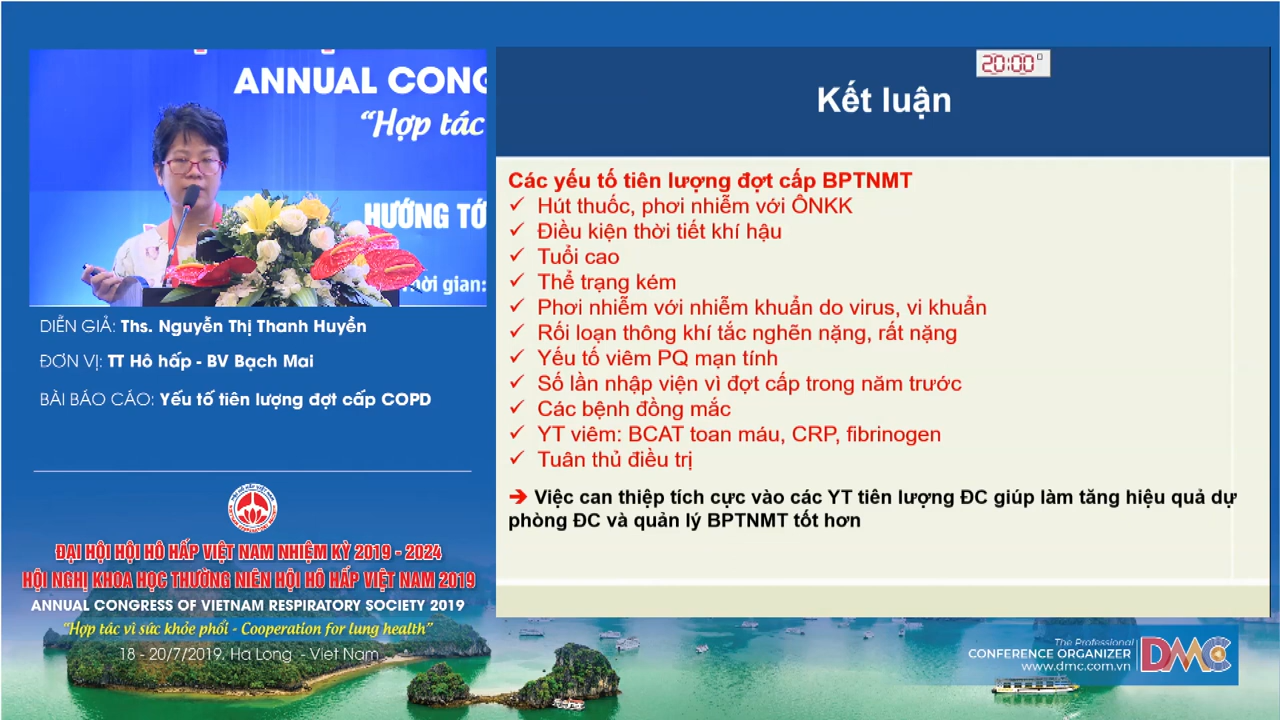 ANNUAL CONG
“Hợp tác
HƯỚNG TỚ
hời gian:
DIỄN GIẢ: Ths. Nguyễn Thị Thanh Huyền
ĐƠN VỊ: TT Hô hấp - BV Bạch Mai
BÀI BÁO CÁO: Yếu tố tiên lượng đợt cấp COPD
ĐẠI HỘI HỘI HÔ HẤP VIỆT NAM NHIỆM KỲ 2019 - 2024
HỘI NGHỊ KHOA HỌC THƯỜNG NIÊN HỘI HÔ HẤP VIỆT NAM 2019
ANNUAL CONGRESS OF VIETNAM RESPIRATORY SOCIETY 2019
“Hợp tác vì sức khỏe phổi - Cooperation for lung health”
18 - 20/7/2019. Ha Long - Viet Nam
20:00
Kết luận
Các yếu tố tiên lượng đợt cấp BPTNMT
✓ Hút thuốc, phơi nhiễm với ÔNKK
✓ Điều kiện thời tiết khí hậu
✓ Tuổi cao
✓ Thể trạng kém
✓ Phơi nhiễm với nhiễm khuẩn do virus, vi khuẩn
✓ Rối loạn thông khí tắc nghẽn nặng, rất nặng
✓ Yếu tố viêm PQ mạn tính
✓ Số lần nhập viện vì đợt cấp trong năm trước
✓ Các bệnh đồng mắc
✓ YT viêm: BCAT toan máu, CRP, fibrinogen
✓ Tuân thủ điều trị
➔ Việc can thiệp tích cực vào các YT tiên lượng ĐC giúp làm tăng hiệu quả dự
phòng ĐC và quản lý BPTNMT tốt hơn
The Professional
CONFERENCE ORGANIZER
www.dmc.com.vn
DMC